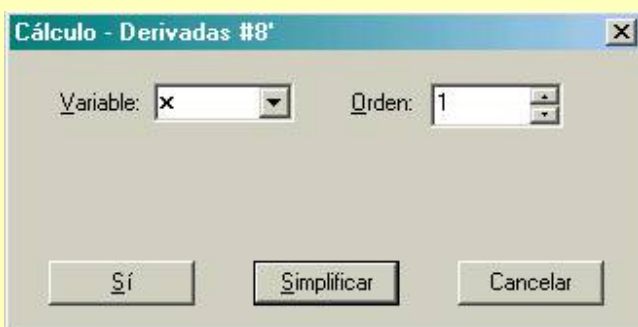 Cálculo - Derivadas #8'
Variable: x Orden: 1
Sí Simplificar Cancelar